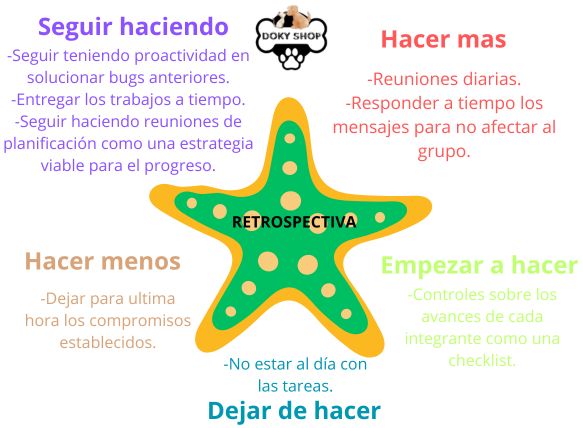 Seguir haciendo
-Seguir teniendo proactividad en
solucionar bugs anteriores.
-Entregar los trabajos a tiempo.
-Seguir haciendo reuniones de
planificación como una estrategia
viable para el progreso.
DOKY SHOP
Hacer mas
-Reuniones diarias.
-Responder a tiempo los
mensajes para no afectar al
grupo.
RETROSPECTIVA
Hacer menos
-Dejar para ultima
hora los compromisos
establecidos.
Empezar a hacer
-Controles sobre los
avances de cada
integrante como una
checklist.
-No estar al día con
las tareas.
Dejar de hacer